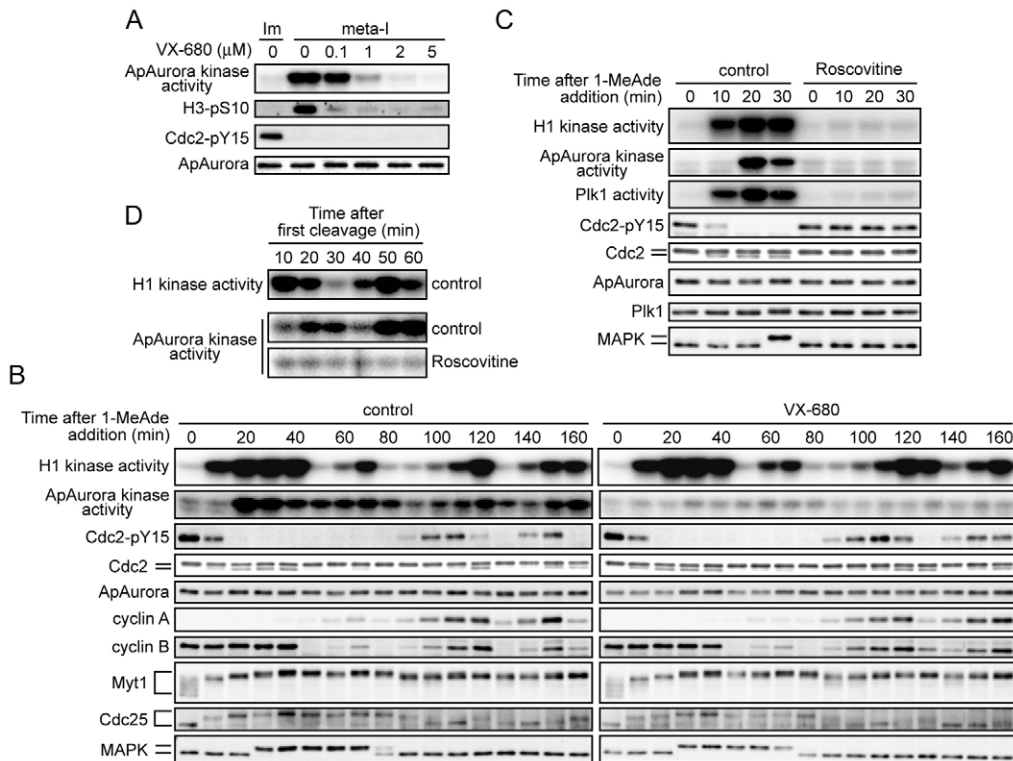 A
Im meta-I
VX-680 (μM) 0 0 0.1 1 2 5
ApAurora kinase
activity
H3-pS10
Cdc2-pY15
ApAurora
C
Time after 1-MeAde
addition (min)
control Roscovitine
0 10 20 30 0 10 20 30
H1 kinase activity
ApAurora kinase
activity
Plk1 activity
Cdc2-pY15
Cdc2
ApAurora
Plk1
MAPK
D
Time after
first cleavage (min)
10 20 30 40 50 60
H1 kinase activity control
ApAurora kinase
activity
control
Roscovitine
B
Time after 1-MeAde
addition (min)
control VX-680
0 20 40 60 80 100 120 140 160 0 20 40 60 80 100 120 140 160
H1 kinase activity
ApAurora kinase
activity
Cdc2-pY15
Cdc2
ApAurora
cyclin A
cyclin B
Myt1
Cdc25
MAPK